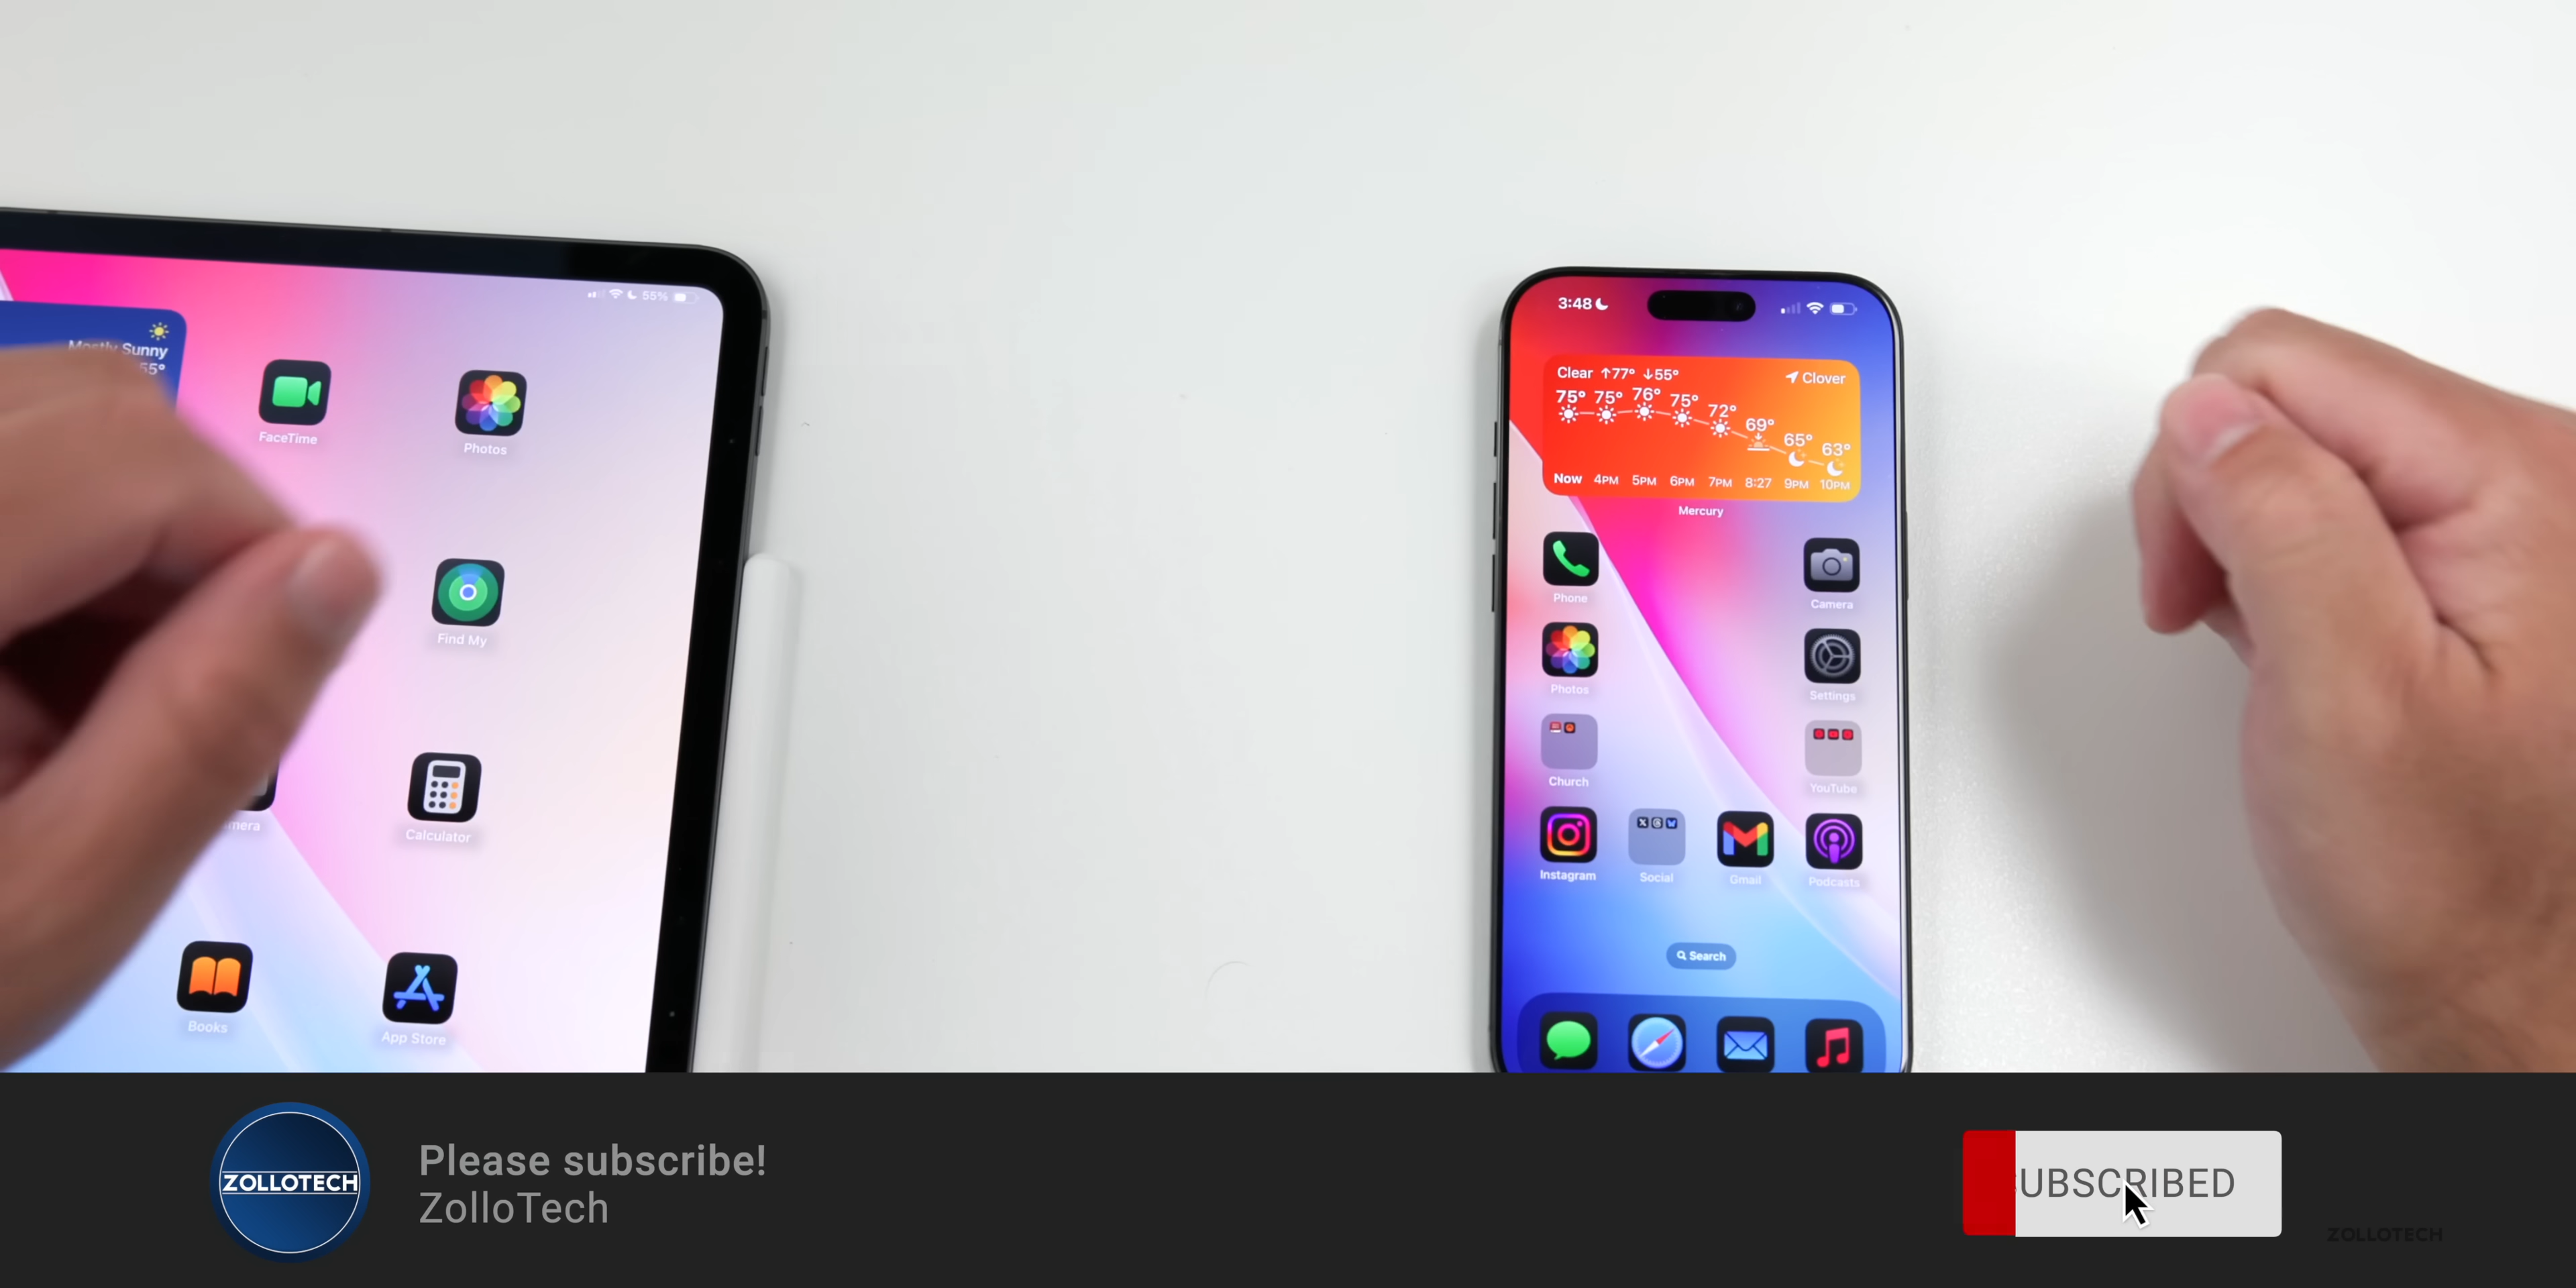 55%
Mostly Sunny
55°
FaceTime
Photos
Find My
mera
Calculator
Books
App Store
3:48
Clear ↑77° ↓55°
Clover
75° 75° 76° 75° 72° 69° 65° 63°
Now 4PM 5PM 6PM 7PM 8:27 9PM 10PM
Mercury
Phone
Camera
Photos
Settings
Church
YouTube
Instagram
Social
Gmail
Podcasts
Search
ZOLLOTECH
Please subscribe!
ZolloTech
UBSCRIBED
ZOLLOTECH